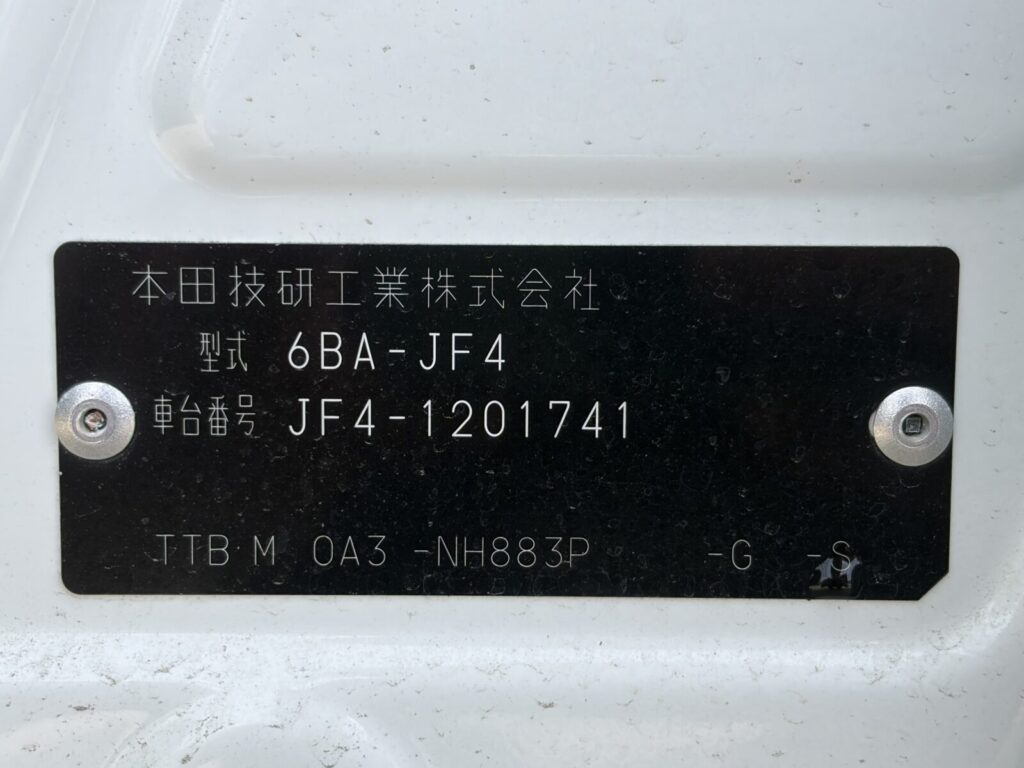 本田技研工業株式会社
型式 6BA-JF4
車台番号 JF4-1201741
TTB M 0A3 -NH883P -G -S